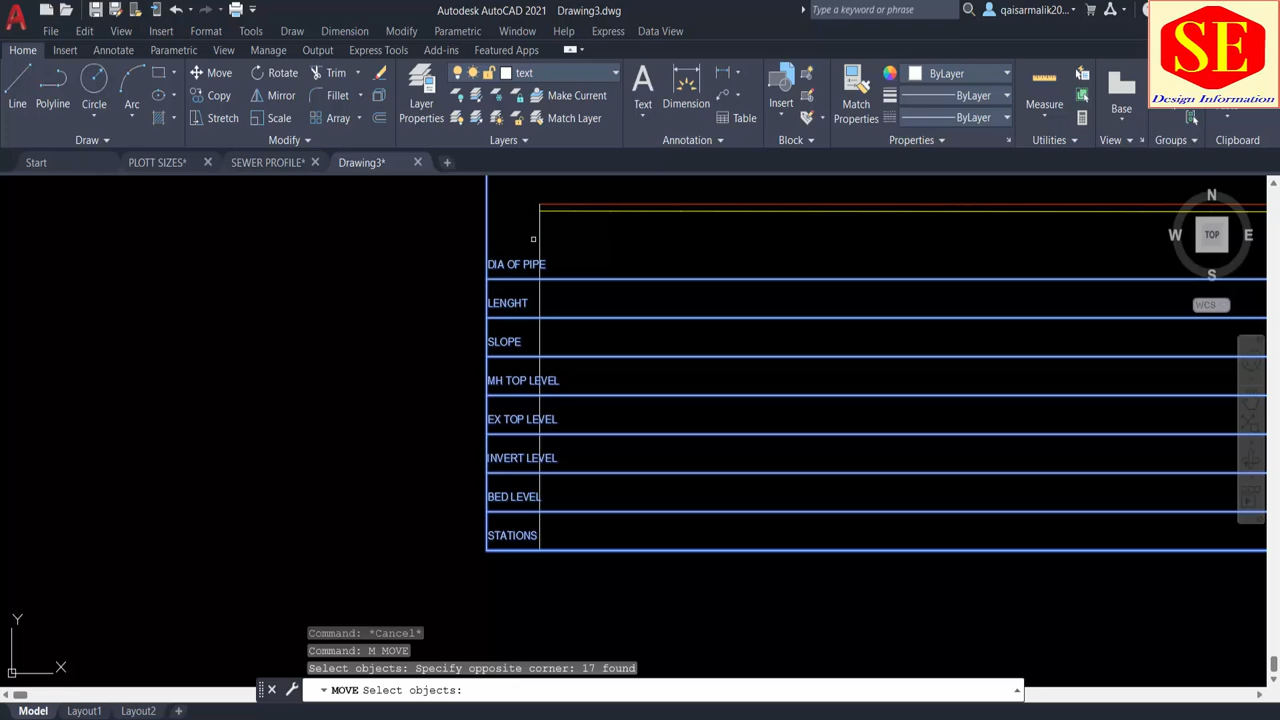 Autodesk AutoCAD 2021 Drawing3.dwg
Type a keyword or phrase
qaisarmalik20...
File Edit View Insert Format Tools Draw Dimension Modify Parametric Window Help Express Data View
Home Insert Annotate Parametric View Manage Output Express Tools Add-ins Featured Apps
SE
Design Information
Line Polyline Circle Arc
Move Rotate Trim
Copy Mirror Fillet
Stretch Scale Array
Layer Properties
text
Make Current
Match Layer
Text Dimension Table
Insert
Match Properties
ByLayer
ByLayer
ByLayer
Measure
Base
Draw Modify Layers Annotation Block Properties Utilities View Groups Clipboard
Start PLOTT SIZES* SEWER PROFILE* Drawing3*
N
W TOP E
S
WCS
DIA OF PIPE
LENGHT
SLOPE
MH TOP LEVEL
EX TOP LEVEL
INVERT LEVEL
BED LEVEL
STATIONS
Y
X
Command: *Cancel*
Command: M MOVE
Select objects: Specify opposite corner: 17 found
MOVE Select objects:
Model Layout1 Layout2